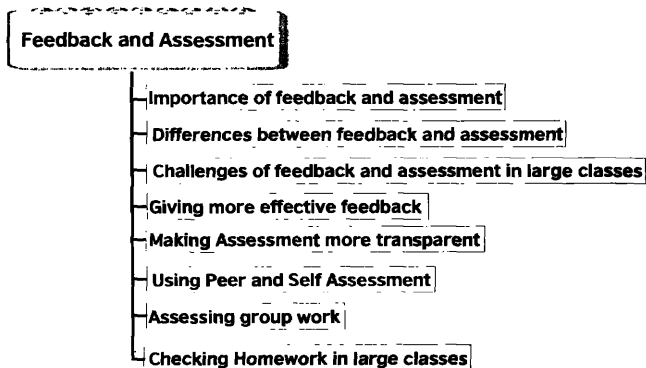 Feedback and Assessment
Importance of feedback and assessment
Differences between feedback and assessment
Challenges of feedback and assessment in large classes
Giving more effective feedback
Making Assessment more transparent
Using Peer and Self Assessment
Assessing group work
Checking Homework in large classes